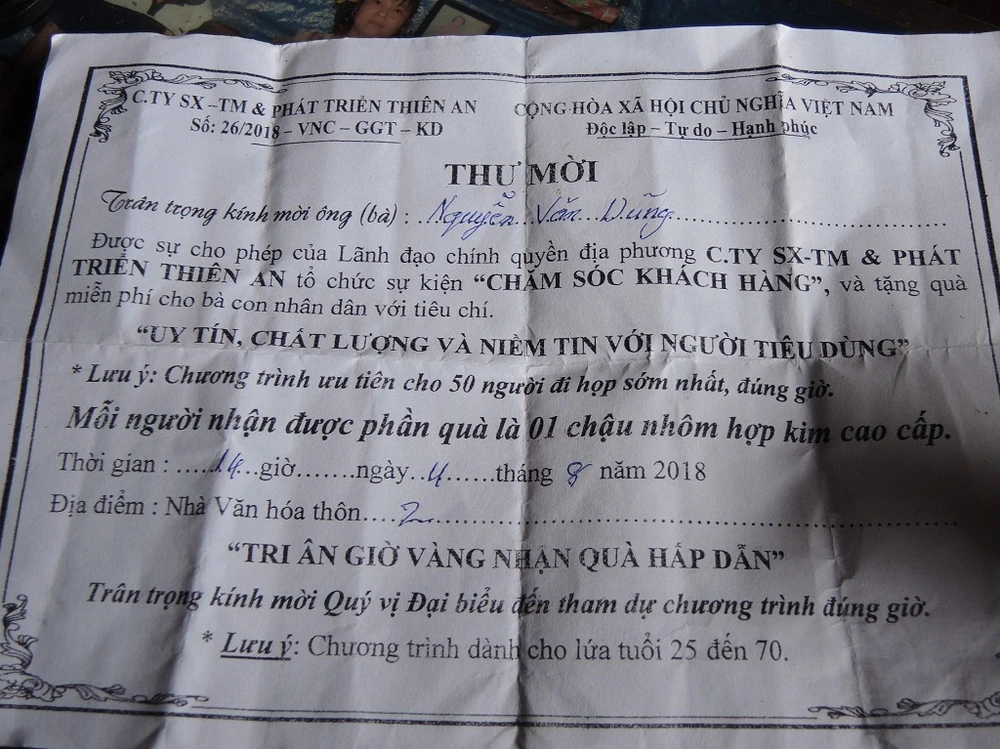 C.TY SX –TM & PHÁT TRIỂN THIÊN AN
Số: 26/2018 – VNC – GGT – KD
CỘNG HÒA XÃ HỘI CHỦ NGHĨA VIỆT NAM
Độc lập – Tự do – Hạnh phúc
THƯ MỜI
Trân trọng kính mời ông (bà) : Nguyễn Văn Dũng
Được sự cho phép của Lãnh đạo chính quyền địa phương C.TY SX-TM & PHÁT
TRIỂN THIÊN AN tổ chức sự kiện “CHĂM SÓC KHÁCH HÀNG”, và tặng quà
miễn phí cho bà con nhân dân với tiêu chí.
“UY TÍN, CHẤT LƯỢNG VÀ NIỀM TIN VỚI NGƯỜI TIÊU DÙNG”
* Lưu ý: Chương trình ưu tiên cho 50 người đi họp sớm nhất, đúng giờ.
Mỗi người nhận được phần quà là 01 chậu nhôm hợp kim cao cấp.
Thời gian : .....14...giờ.......ngày..4......tháng 8 năm 2018
Địa điểm : Nhà Văn hóa thôn....2...
“TRI ÂN GIỜ VÀNG NHẬN QUÀ HẤP DẪN”
Trân trọng kính mời Quý vị Đại biểu đến tham dự chương trình đúng giờ.
* Lưu ý: Chương trình dành cho lứa tuổi 25 đến 70.